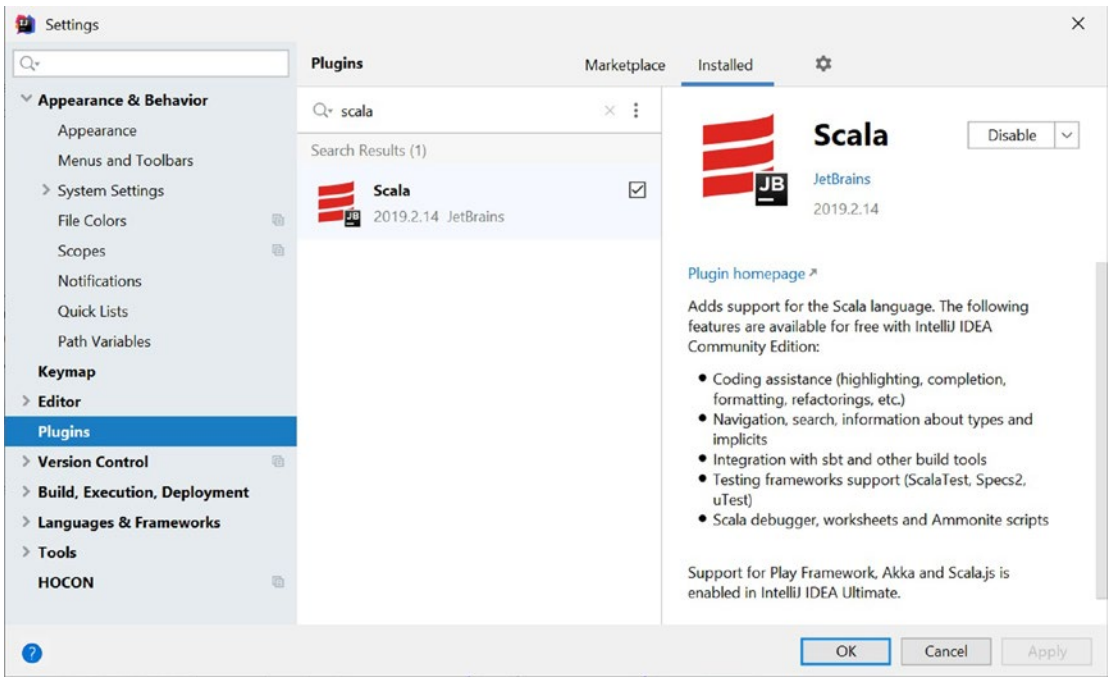 Settings
Plugins
Marketplace
Installed
Appearance & Behavior
Appearance
Menus and Toolbars
System Settings
File Colors
Scopes
Notifications
Quick Lists
Path Variables
Keymap
Editor
Plugins
Version Control
Build, Execution, Deployment
Languages & Frameworks
Tools
HOCON
scala
Search Results (1)
Scala
2019.2.14 JetBrains
JB
JB
Scala
Disable
JetBrains
2019.2.14
Plugin homepage
Adds support for the Scala language. The following
features are available for free with IntelliJ IDEA
Community Edition:
• Coding assistance (highlighting, completion,
formatting, refactorings, etc.)
• Navigation, search, information about types and
implicits
• Integration with sbt and other build tools
• Testing frameworks support (ScalaTest, Specs2,
uTest)
• Scala debugger, worksheets and Ammonite scripts
Support for Play Framework, Akka and Scala.js is
enabled in IntelliJ IDEA Ultimate.
?
OK
Cancel
Apply